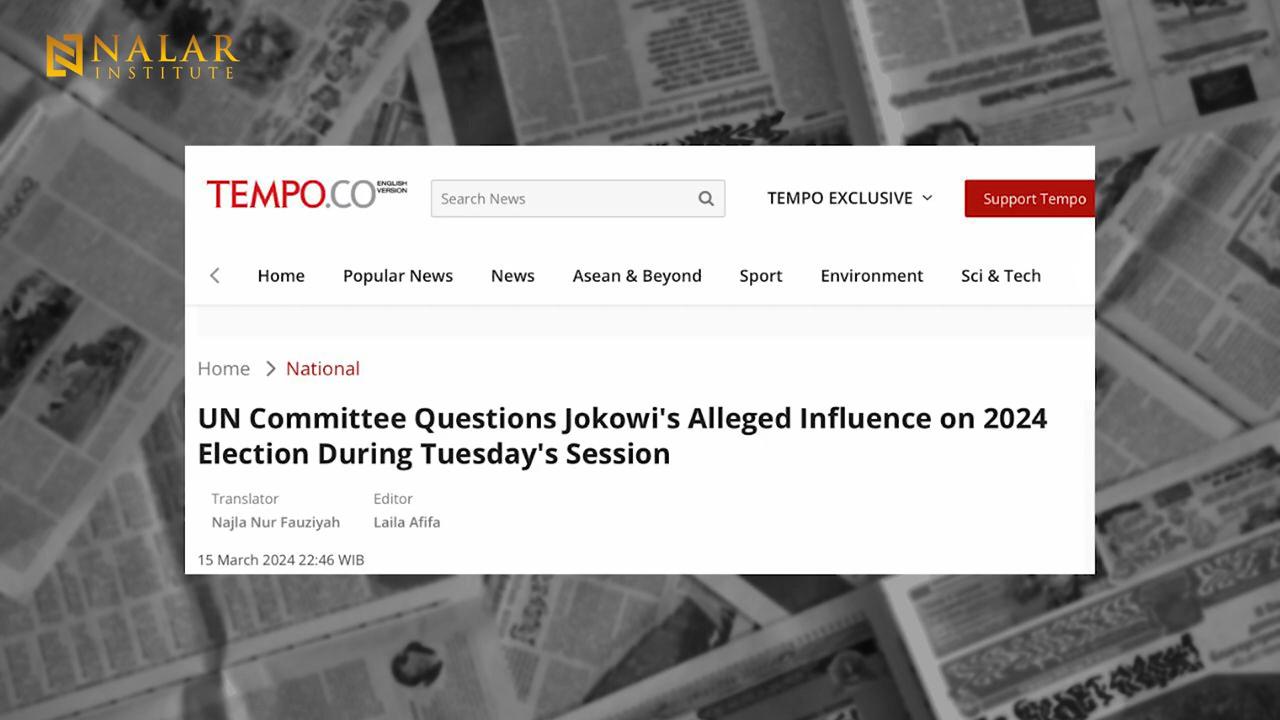 NALAR
INSTITUTE
TEMPO.CO ENGLISH VERSION
Search News
TEMPO EXCLUSIVE
Support Tempo
Home Popular News News Asean & Beyond Sport Environment Sci & Tech
Home > National
UN Committee Questions Jokowi's Alleged Influence on 2024
Election During Tuesday's Session
Translator Editor
Najla Nur Fauziyah Laila Afifa
15 March 2024 22:46 WIB